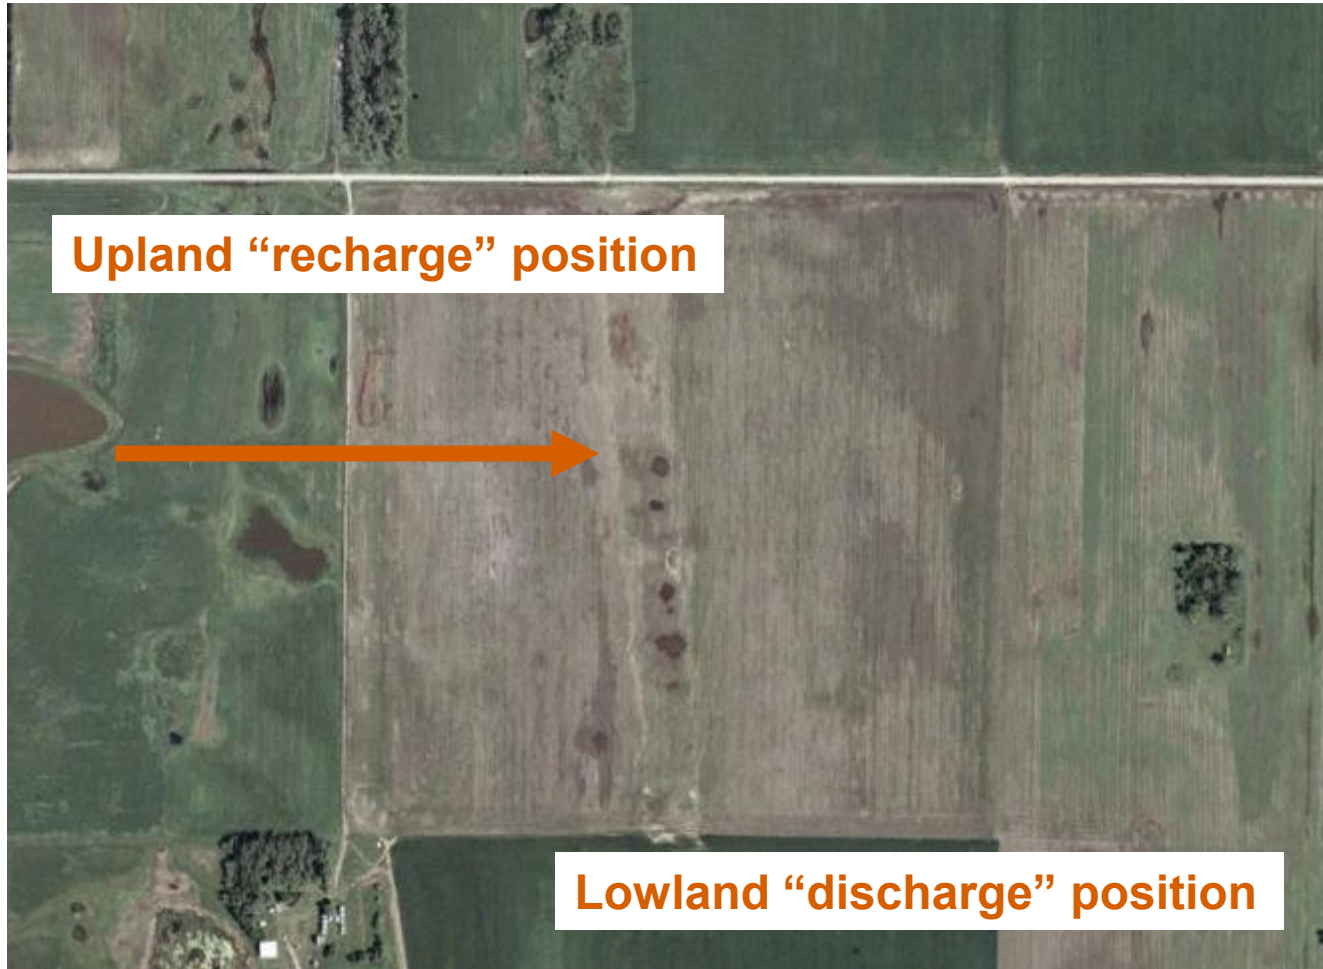 Upland “recharge” position
Lowland “discharge” position